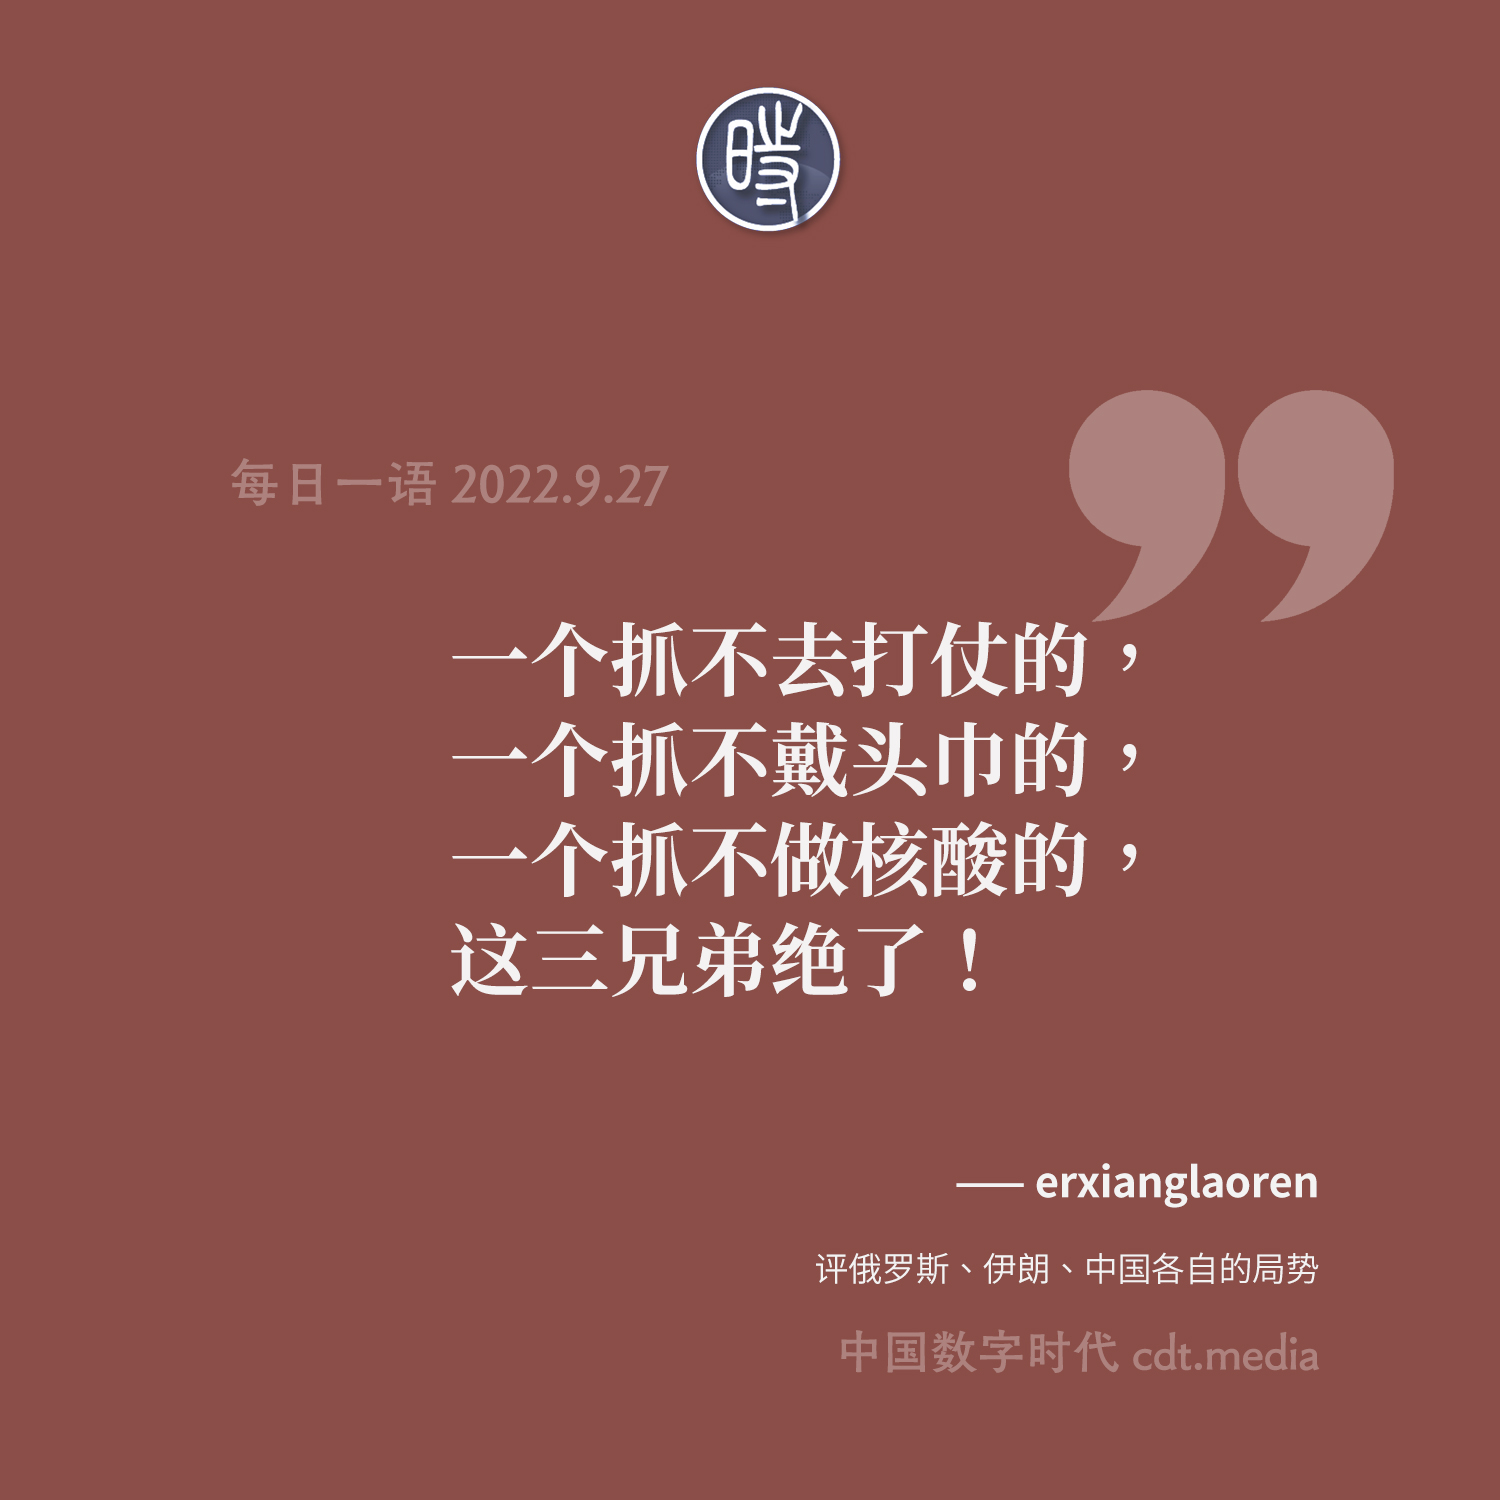 時
每日一语 2022.9.27
一个抓不去打仗的，
一个抓不戴头巾的，
一个抓不做核酸的，
这三兄弟绝了！
—— erxianglaoren
评俄罗斯、伊朗、中国各自的局势
中国数字时代 cdt.media